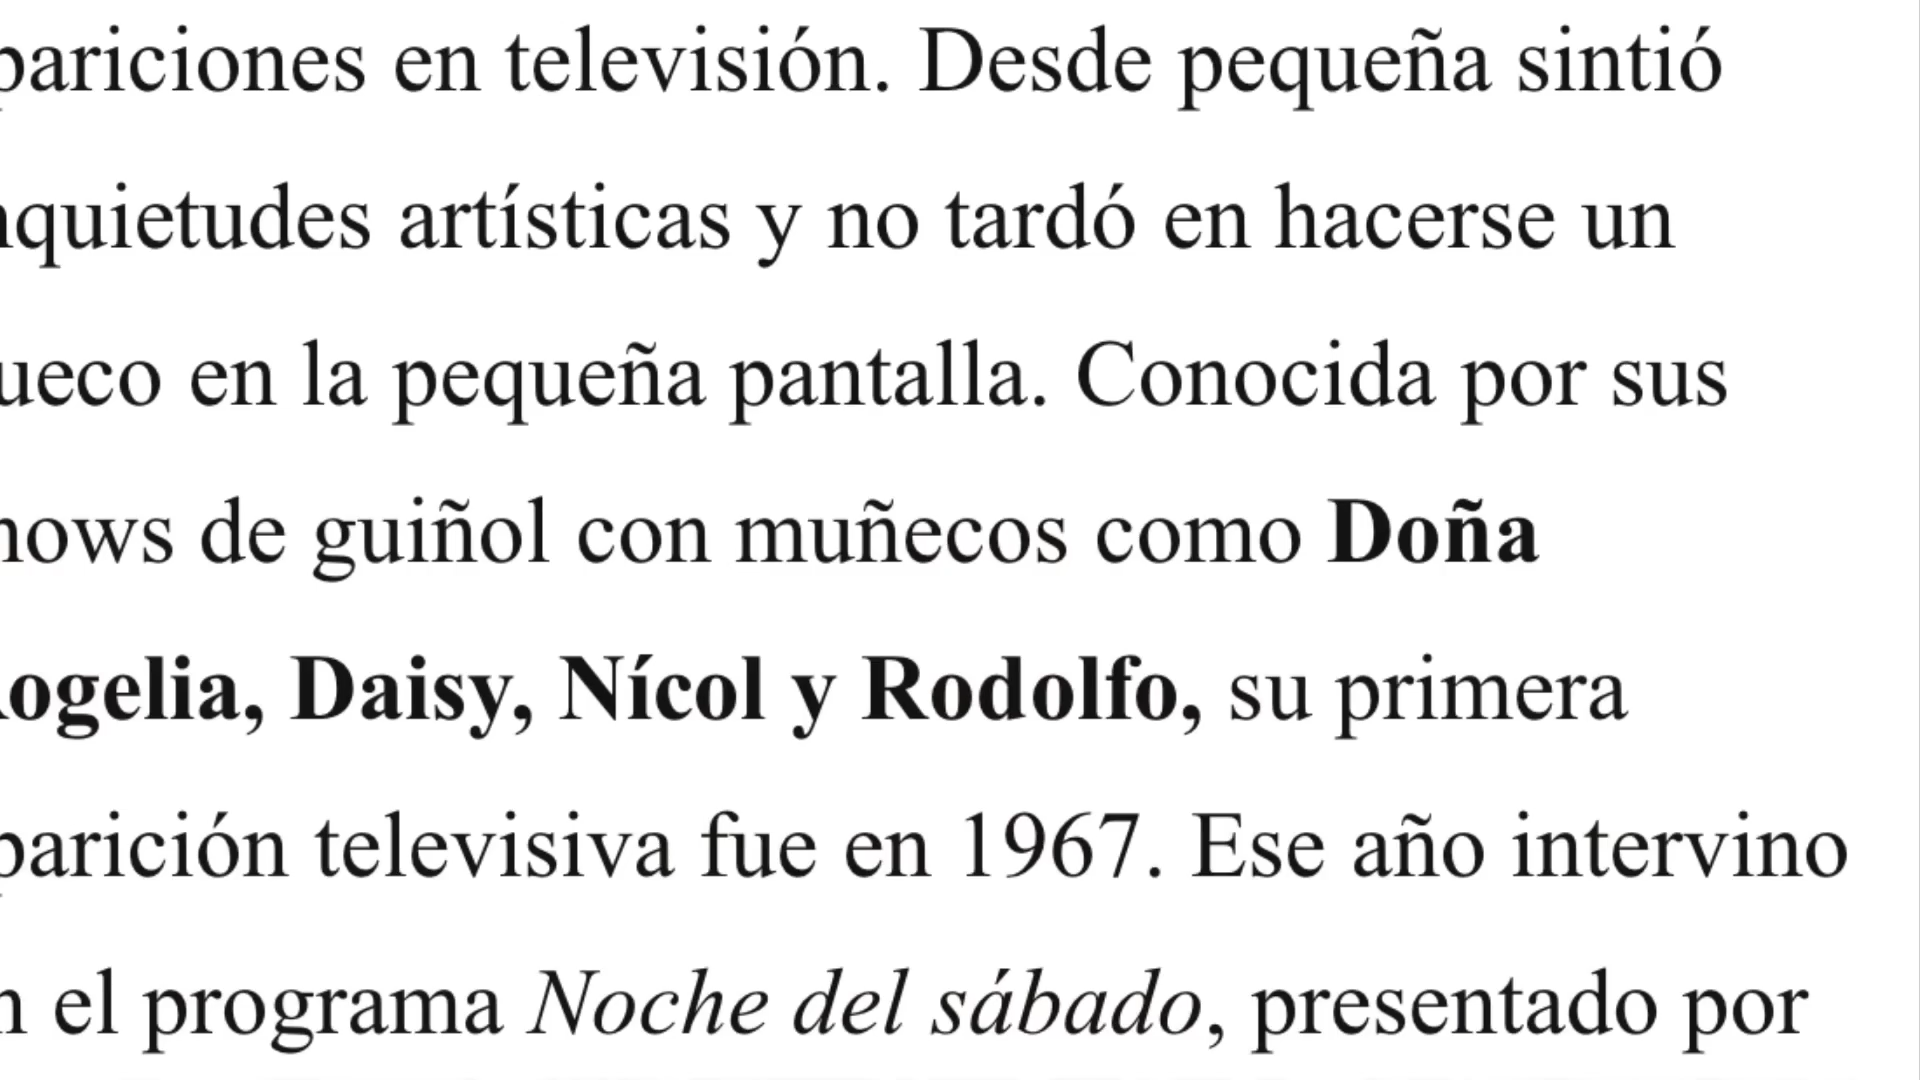 pariciones en televisión. Desde pequeña sintió
nquietudes artísticas y no tardó en hacerse un
ueco en la pequeña pantalla. Conocida por sus
hows de guiñol con muñecos como Doña
ogelia, Daisy, Nícol y Rodolfo, su primera
parición televisiva fue en 1967. Ese año intervino
n el programa Noche del sábado, presentado por